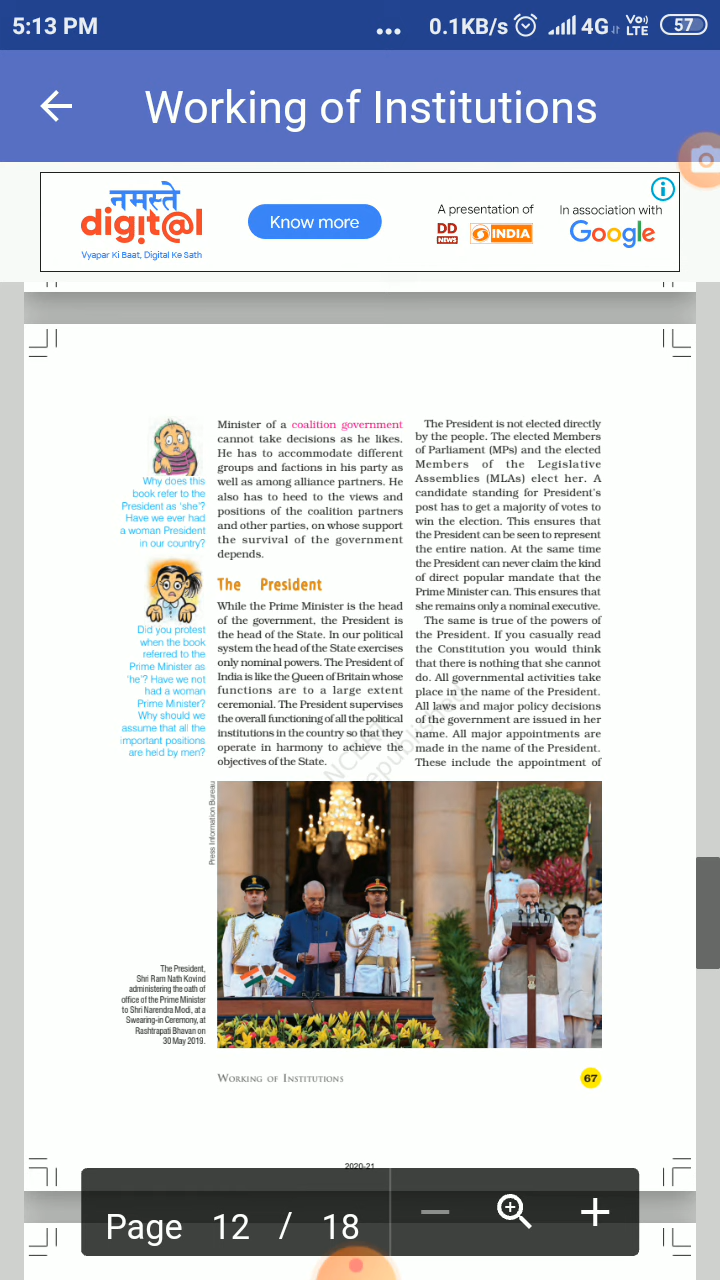 5:13 PM
... 0.1KB/s 4G Vo)) LTE 57
Working of Institutions
नमस्ते
digit@l
Vyapar Ki Baat, Digital Ke Sath
Know more
A presentation of
DD
NEWS
INDIA
In association with
Google
Why does this
book refer to the
President as ‘she’?
Have we ever had
a woman President
in our country?
Did you protest
when the book
referred to the
Prime Minister as
‘he’? Have we not
had a woman
Prime Minister?
Why should we
assume that all the
important positions
are held by men?
Minister of a coalition government
cannot take decisions as he likes.
He has to accommodate different
groups and factions in his party as
well as among alliance partners. He
also has to heed to the views and
positions of the coalition partners
and other parties, on whose support
the survival of the government
depends.
The President
While the Prime Minister is the head
of the government, the President is
the head of the State. In our political
system the head of the State exercises
only nominal powers. The President of
India is like the Queen of Britain whose
functions are to a large extent
ceremonial. The President supervises
the overall functioning of all the political
institutions in the country so that they
operate in harmony to achieve the
objectives of the State.
The President is not elected directly
by the people. The elected Members
of Parliament (MPs) and the elected
Members of the Legislative
Assemblies (MLAs) elect her. A
candidate standing for President’s
post has to get a majority of votes to
win the election. This ensures that
the President can be seen to represent
the entire nation. At the same time
the President can never claim the kind
of direct popular mandate that the
Prime Minister can. This ensures that
she remains only a nominal executive.
The same is true of the powers of
the President. If you casually read
the Constitution you would think
that there is nothing that she cannot
do. All governmental activities take
place in the name of the President.
All laws and major policy decisions
of the government are issued in her
name. All major appointments are
made in the name of the President.
These include the appointment of
Press Information Bureau
The President,
Shri Ram Nath Kovind
administering the oath of
office of the Prime Minister
to Shri Narendra Modi, at a
Swearing-in Ceremony, at
Rashtrapati Bhavan on
30 May 2019.
WORKING OF INSTITUTIONS
67
2020-21
Page 12 / 18